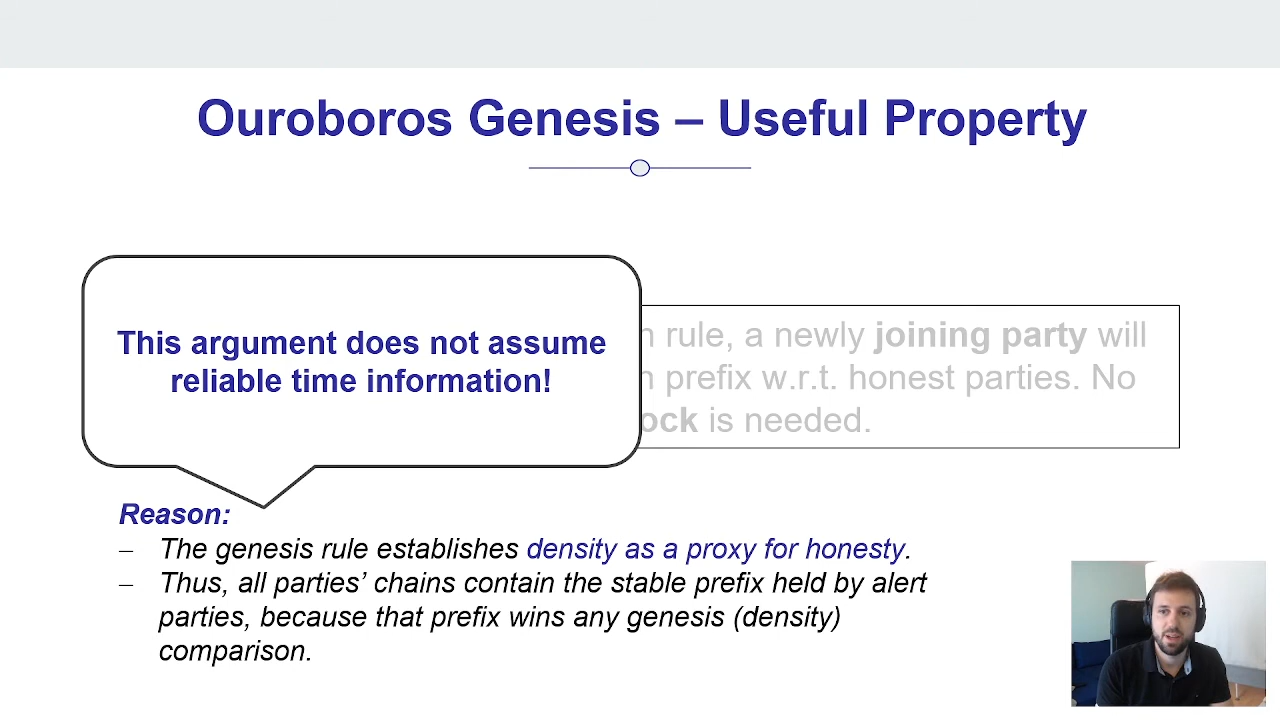 Ouroboros Genesis – Useful Property
This argument does not assume
reliable time information!
rule, a newly joining party will
prefix w.r.t. honest parties. No
is needed.
Reason:
– The genesis rule establishes density as a proxy for honesty.
– Thus, all parties’ chains contain the stable prefix held by alert
parties, because that prefix wins any genesis (density)
comparison.